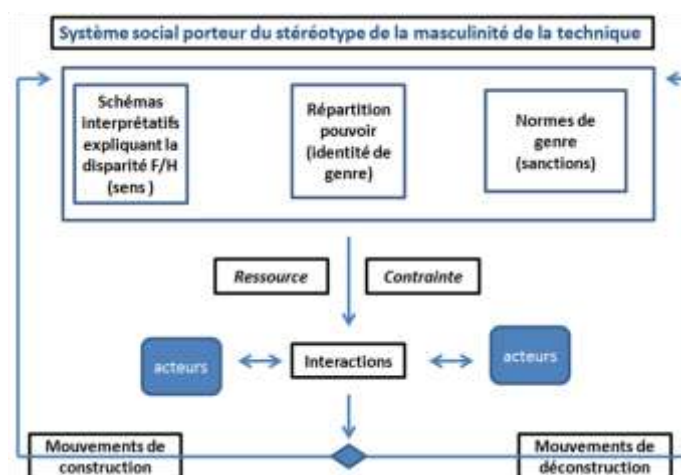 Système social porteur du stéréotype de la masculinité de la technique
Schémas
interprétatifs
expliquant la
disparité F/H
(sens )
Répartition
pouvoir
(identité de
genre)
Normes de
genre
(sanctions)
Ressource
Contrainte
acteurs
Interactions
acteurs
Mouvements de
construction
Mouvements de
déconstruction